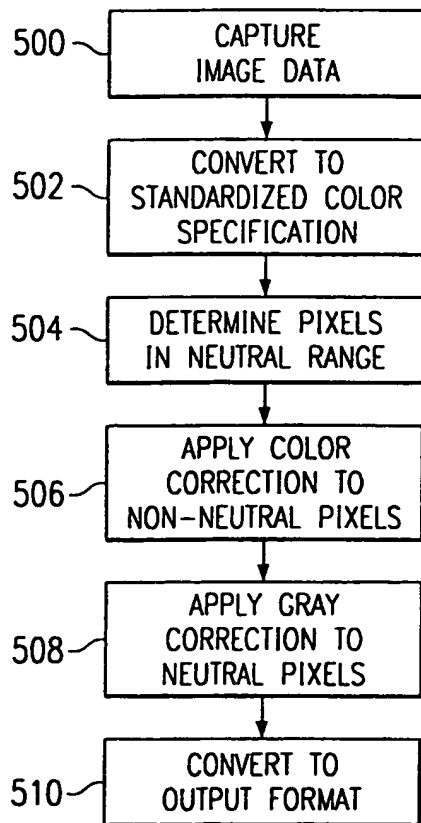 500
CAPTURE
IMAGE DATA
502
CONVERT TO
STANDARDIZED COLOR
SPECIFICATION
504
DETERMINE PIXELS
IN NEUTRAL RANGE
506
APPLY COLOR
CORRECTION TO
NON-NEUTRAL PIXELS
508
APPLY GRAY
CORRECTION TO
NEUTRAL PIXELS
510
CONVERT TO
OUTPUT FORMAT